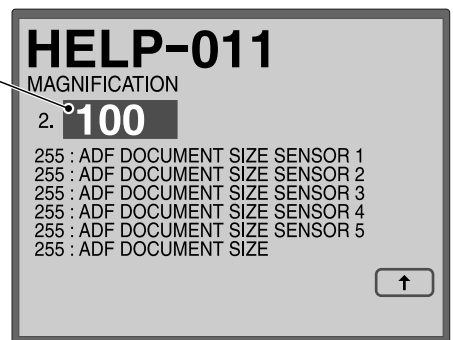 HELP-011
MAGNIFICATION
2. 100
255 : ADF DOCUMENT SIZE SENSOR 1
255 : ADF DOCUMENT SIZE SENSOR 2
255 : ADF DOCUMENT SIZE SENSOR 3
255 : ADF DOCUMENT SIZE SENSOR 4
255 : ADF DOCUMENT SIZE SENSOR 5
255 : ADF DOCUMENT SIZE
↑